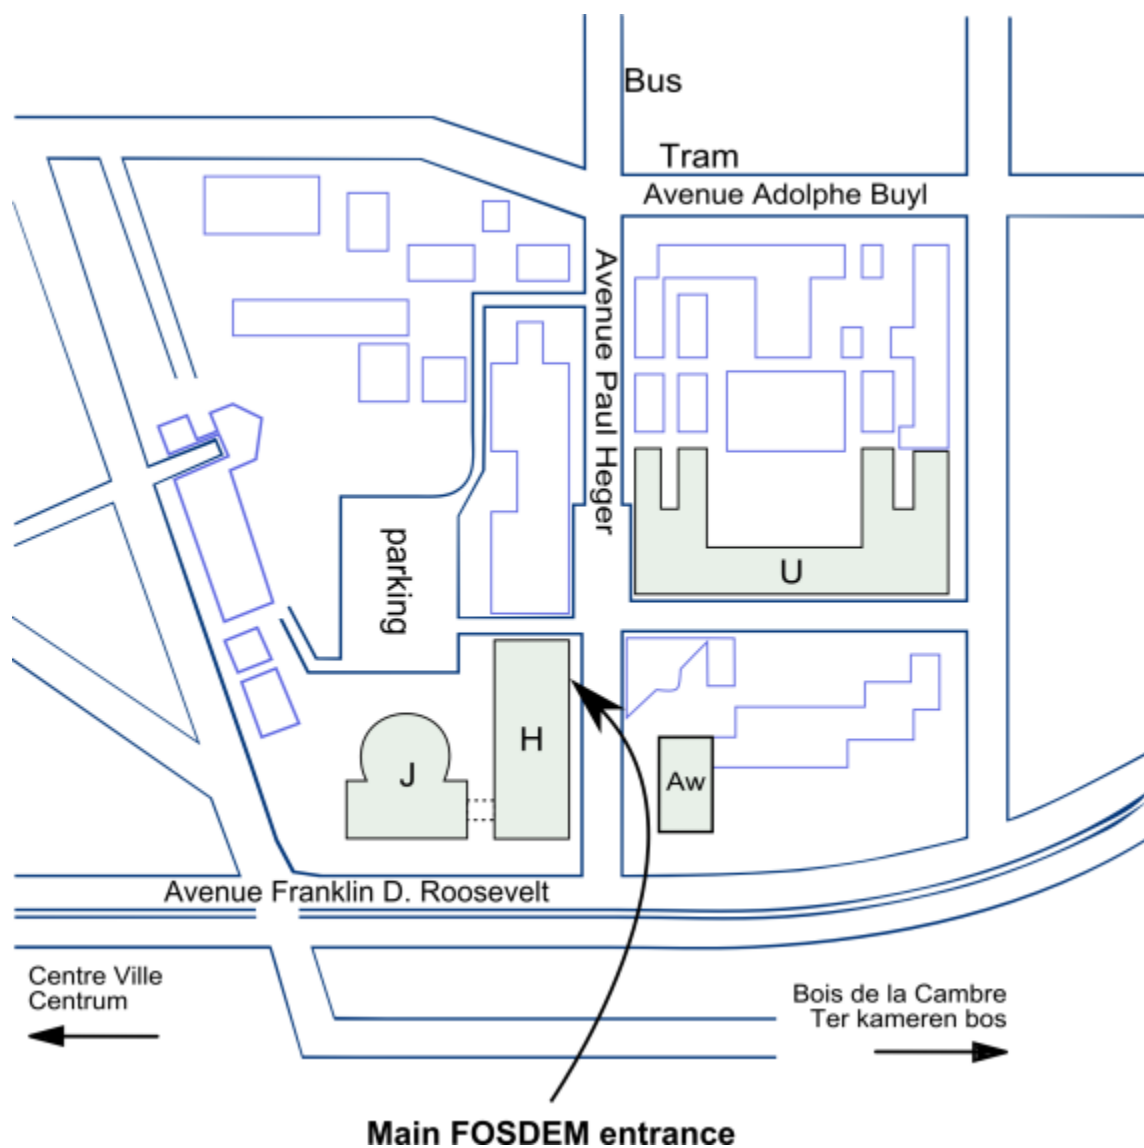 Bus
Tram
Avenue Adolphe Buyl
Avenue Paul Heger
parking
U
H
J
Aw
Avenue Franklin D. Roosevelt
Centre Ville
Centrum
Bois de la Cambre
Ter kameren bos
Main FOSDEM entrance